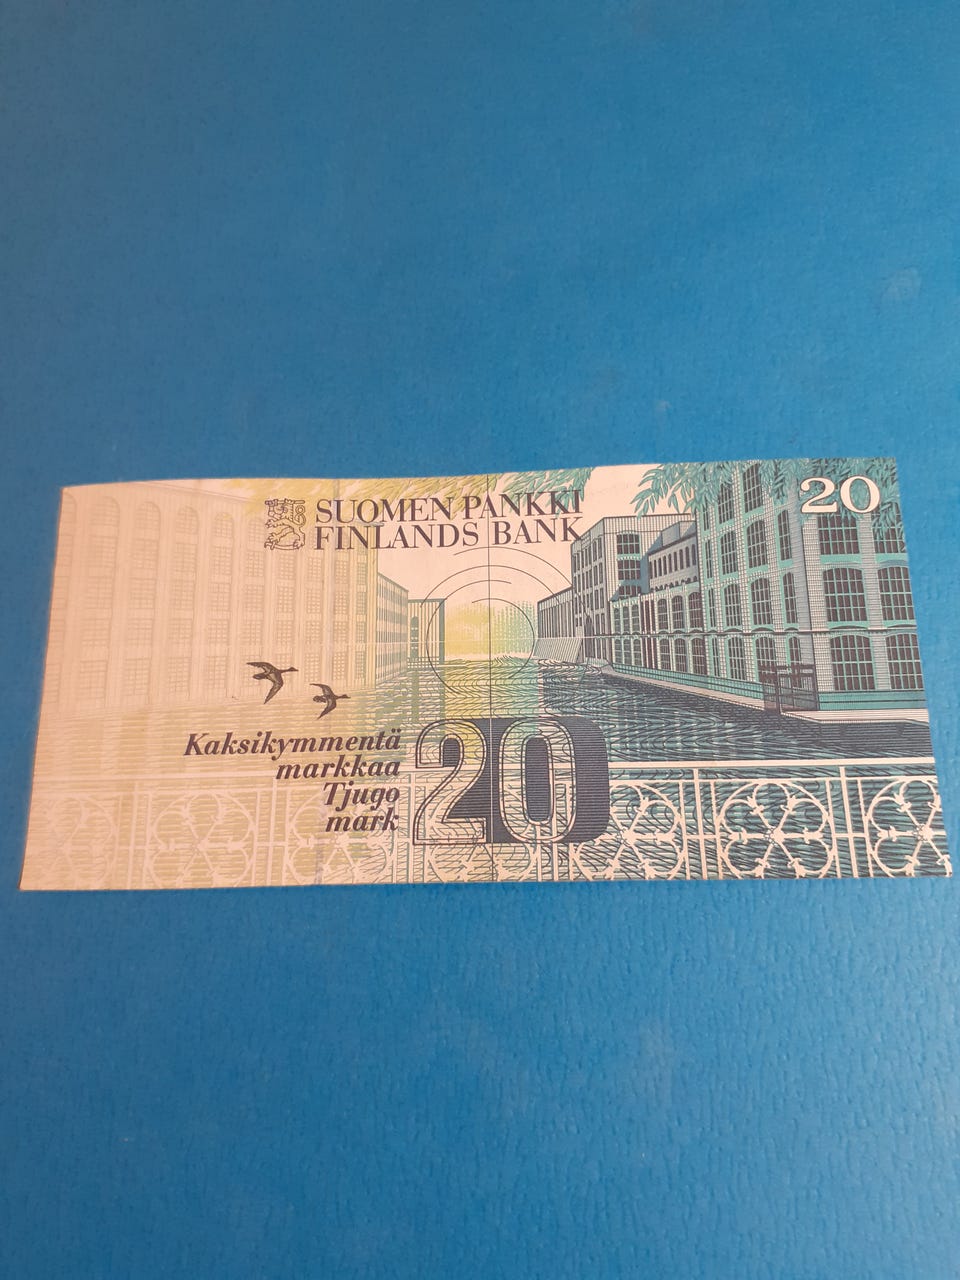 SUOMEN PANKKI
FINLANDS BANK
20
Kaksikymmentä
markkaa
Tjugo
mark
20